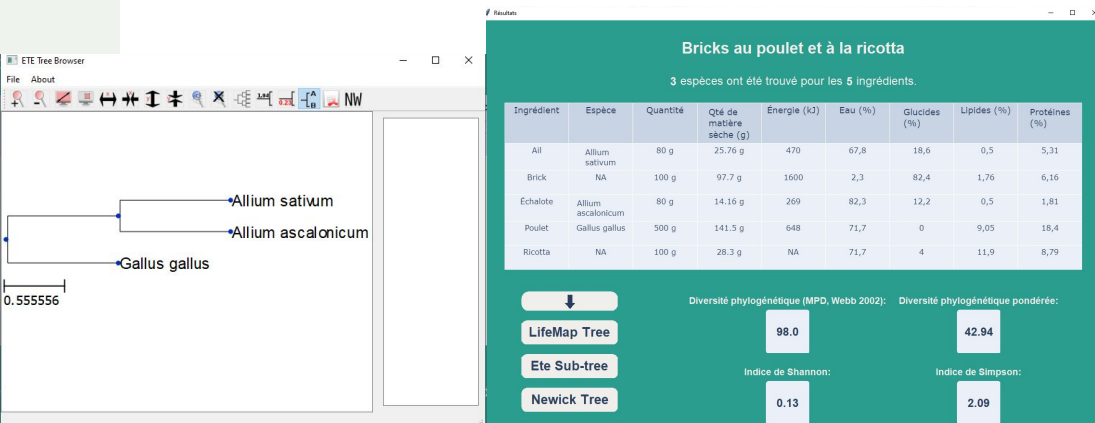 ETE Tree Browser
File About
1,0ω
0.23
A
B
NW
Allium sativum
Allium ascalonicum
Gallus gallus
0.555556
Résultats
Bricks au poulet et à la ricotta
3 espèces ont été trouvé pour les 5 ingrédients.
Ingrédient Espèce Quantité Qté de matière sèche (g) Énergie (kJ) Eau (%) Glucides (%) Lipides (%) Protéines (%)
Ail Allium sativum 80 g 25.76 g 470 67,8 18,6 0,5 5,31
Brick NA 100 g 97.7 g 1600 2,3 82,4 1,76 6,16
Échalote Allium ascalonicum 80 g 14.16 g 269 82,3 12,2 0,5 1,81
Poulet Gallus gallus 500 g 141.5 g 648 71,7 0 9,05 18,4
Ricotta NA 100 g 28.3 g NA 71,7 4 11,9 8,79
LifeMap Tree
Ete Sub-tree
Newick Tree
Diversité phylogénétique (MPD, Webb 2002): Diversité phylogénétique pondérée:
98.0 42.94
Indice de Shannon: Indice de Simpson:
0.13 2.09